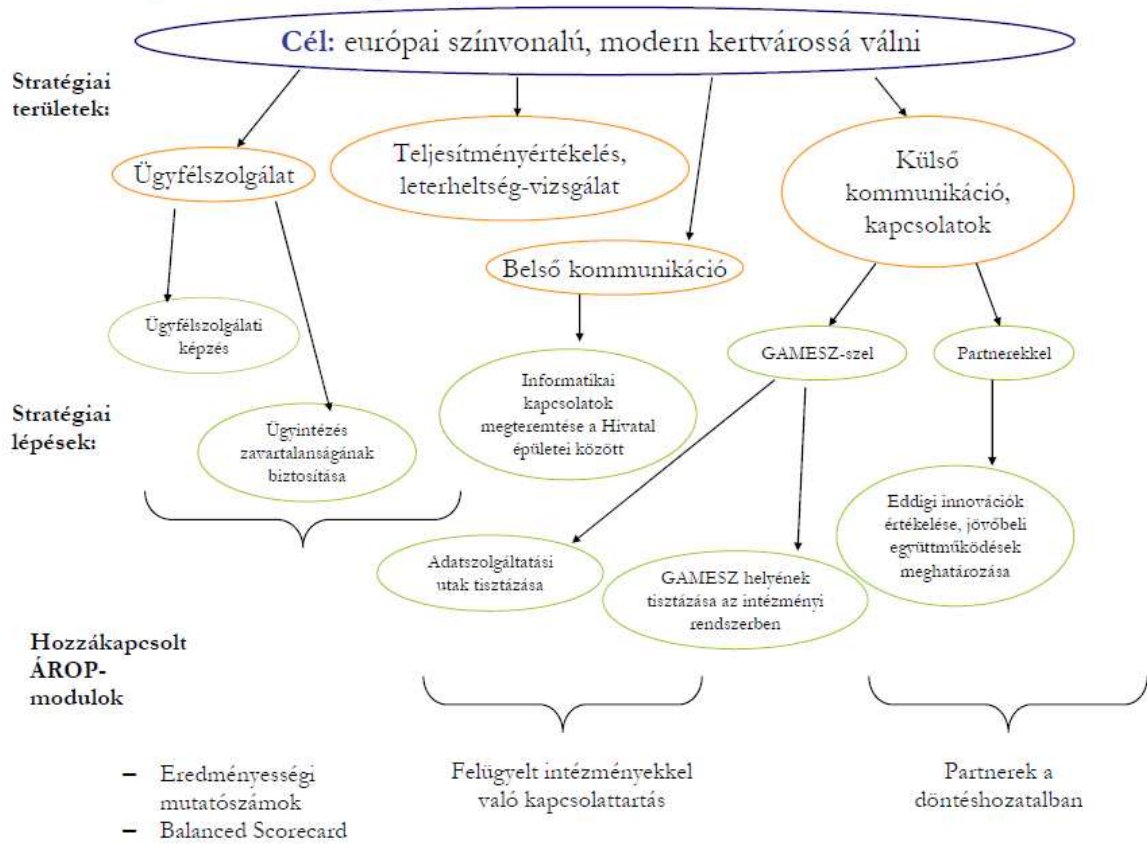 Cél: európai színvonalú, modern kertvárossá válni
Stratégiai
területek:
Ügyfélszolgálat
Teljesítményértékelés,
leterheltség-vizsgálat
Külső
kommunikáció,
kapcsolatok
Belső kommunikáció
Ügyfélszolgálati
képzés
GAMESZ-szel
Partnerekkel
Stratégiai
lépések:
Ügyintézés
zavartalanságának
biztosítása
Informatikai
kapcsolatok
megteremtése a Hivatal
épületei között
Eddigi innovációk
értékelése, jövőbeli
együttműködések
meghatározása
Adatszolgáltatási
utak tisztázása
GAMESZ helyének
tisztázása az intézményi
rendszerben
Hozzákapcsolt
ÁROP-
modulok
– Eredményességi
mutatószámok
– Balanced Scorecard
Felügyelt intézményekkel
való kapcsolattartás
Partnerek a
döntéshozatalban